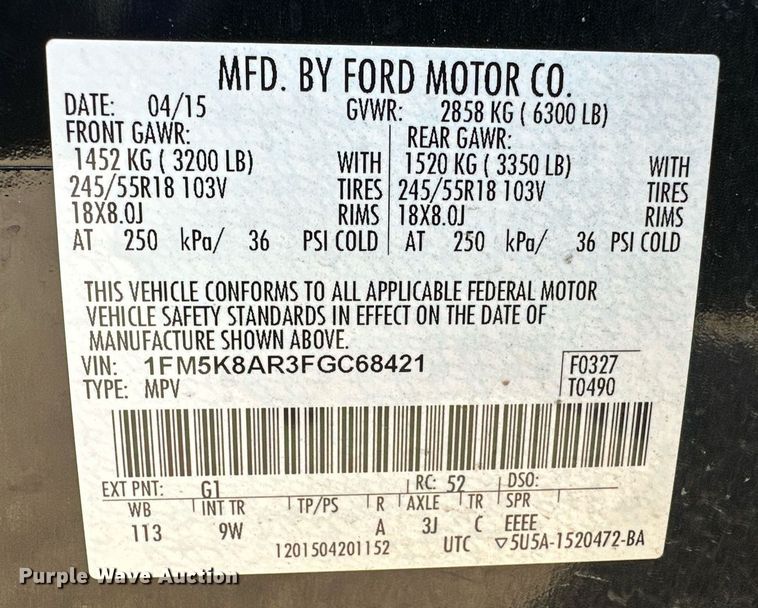 MFD. BY FORD MOTOR CO.
DATE: 04/15 GVWR: 2858 KG ( 6300 LB)
FRONT GAWR: REAR GAWR:
1452 KG ( 3200 LB) WITH 1520 KG ( 3350 LB) WITH
245/55R18 103V TIRES 245/55R18 103V TIRES
18X8.0J RIMS 18X8.0J RIMS
AT 250 kPa/ 36 PSI COLD AT 250 kPa/ 36 PSI COLD
THIS VEHICLE CONFORMS TO ALL APPLICABLE FEDERAL MOTOR
VEHICLE SAFETY STANDARDS IN EFFECT ON THE DATE OF
MANUFACTURE SHOWN ABOVE.
VIN: 1FM5K8AR3FGC68421 F0327
TYPE: MPV T0490
EXT PNT: G1 RC: 52 DSO:
WB INT TR TP/PS R AXLE TR SPR
113 9W A 3J C EEEE
1201504201152 UTC ▽5U5A-1520472-BA
Purple Wave Auction